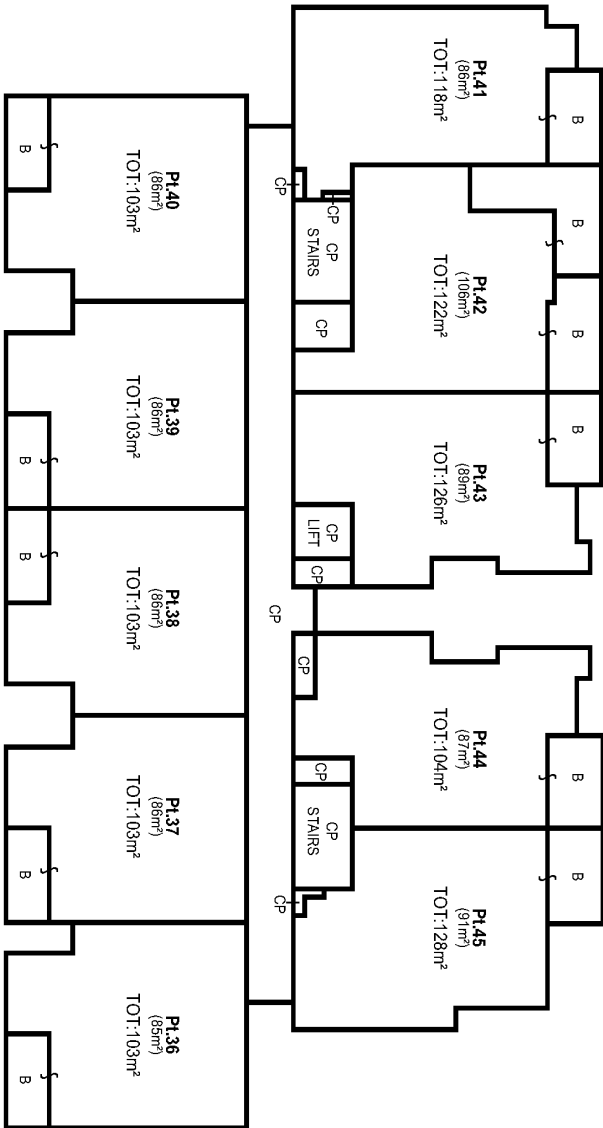 Pt.41
(86m²)
TOT:118m²
B
Pt.40
(86m²)
TOT:103m²
B
CP
CP
CP
STAIRS
CP
Pt.42
(106m²)
TOT:122m²
B
B
Pt.39
(86m²)
TOT:103m²
B
Pt.43
(89m²)
TOT:126m²
B
CP
LIFT
CP
Pt.38
(86m²)
TOT:103m²
B
CP
CP
Pt.44
(87m²)
TOT:104m²
B
CP
CP
STAIRS
CP
Pt.37
(86m²)
TOT:103m²
B
Pt.45
(91m²)
TOT:128m²
B
Pt.36
(85m²)
TOT:103m²
B